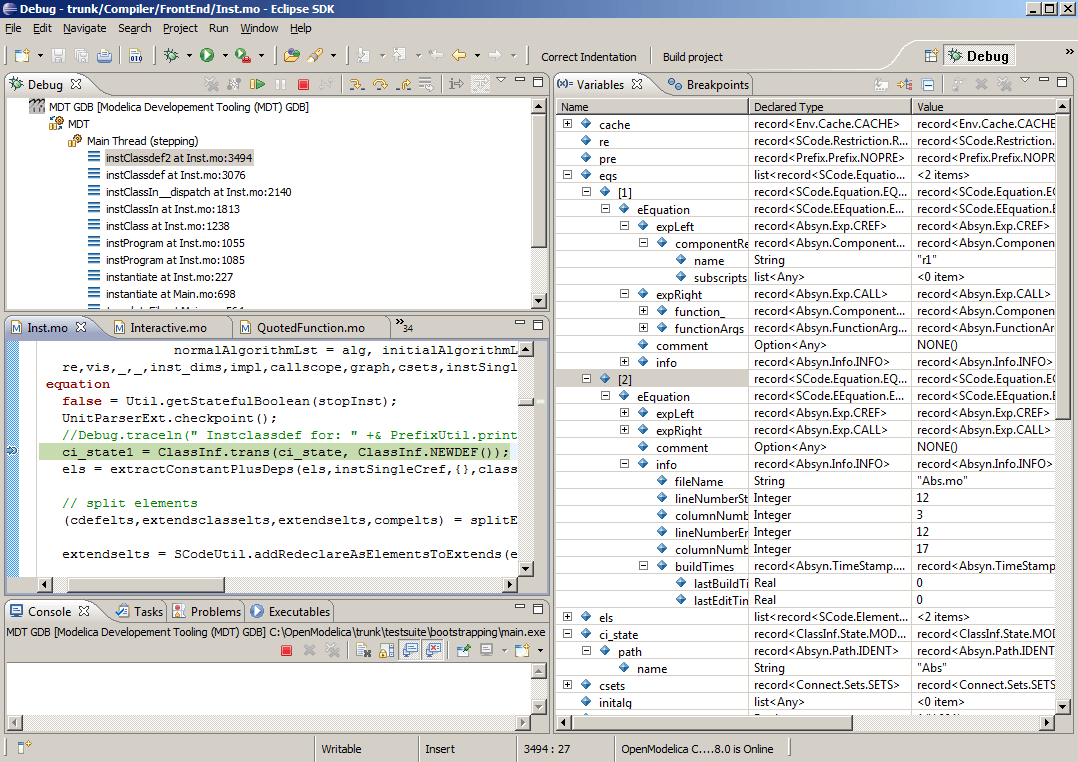 Debug - trunk/Compiler/FrontEnd/Inst.mo - Eclipse SDK
File Edit Navigate Search Project Run Window Help
Correct Indentation Build project Debug »
Debug
MDT GDB [Modelica Developement Tooling (MDT) GDB]
MDT
Main Thread (stepping)
instClassdef2 at Inst.mo:3494
instClassdef at Inst.mo:3076
instClassIn__dispatch at Inst.mo:2140
instClassIn at Inst.mo:1813
instClass at Inst.mo:1238
instProgram at Inst.mo:1055
instProgram at Inst.mo:1085
instantiate at Inst.mo:227
instantiate at Main.mo:698
Inst.mo Interactive.mo QuotedFunction.mo »34
normalAlgorithmLst = alg, initialAlgorithmL
re,vis,_,_,inst_dims,impl,callscope,graph,csets,instSingl
equation
false = Util.getStatefulBoolean(stopInst);
UnitParserExt.checkpoint();
//Debug.traceln(" Instclassdef for: " +& PrefixUtil.print
ci_state1 = ClassInf.trans(ci_state, ClassInf.NEWDEF());
els = extractConstantPlusDeps(els,instSingleCref,{},class
// split elements
(cdefelts,extendsclasselts,extendselts,compelts) = splitE
extendselts = SCodeUtil.addRedeclareAsElementsToExtends(e
Console Tasks Problems Executables
MDT GDB [Modelica Developement Tooling (MDT) GDB] C:\OpenModelica\trunk\testsuite\bootstrapping\main.exe
(x)= Variables Breakpoints
Name Declared Type Value
cache record<Env.Cache.CACHE> record<Env.Cache.CACHE
re record<SCode.Restriction.R... record<SCode.Restriction.
pre record<Prefix.Prefix.NOPRE> record<Prefix.Prefix.NOPR
eqs list<record<SCode.Equatio... <2 items>
[1] record<SCode.Equation.EQ... record<SCode.Equation.EQ
eEquation record<SCode.EEquation.E... record<SCode.EEquation.E
expLeft record<Absyn.Exp.CREF> record<Absyn.Exp.CREF>
componentRe record<Absyn.Component... record<Absyn.Componen
name String "r1"
subscripts list<Any> <0 item>
expRight record<Absyn.Exp.CALL> record<Absyn.Exp.CALL>
function_ record<Absyn.Component... record<Absyn.Componen
functionArgs record<Absyn.FunctionArg... record<Absyn.FunctionAr
comment Option<Any> NONE()
info record<Absyn.Info.INFO> record<Absyn.Info.INFO>
[2] record<SCode.Equation.EQ... record<SCode.Equation.EQ
eEquation record<SCode.EEquation.E... record<SCode.EEquation.E
expLeft record<Absyn.Exp.CREF> record<Absyn.Exp.CREF>
expRight record<Absyn.Exp.CALL> record<Absyn.Exp.CALL>
comment Option<Any> NONE()
info record<Absyn.Info.INFO> record<Absyn.Info.INFO>
fileName String "Abs.mo"
lineNumberSt Integer 12
columnNumb Integer 3
lineNumberEr Integer 12
columnNumb Integer 17
buildTimes record<Absyn.TimeStamp.... record<Absyn.TimeStamp
lastBuildTi Real 0
lastEditTin Real 0
els list<record<SCode.Element... <2 items>
ci_state record<ClassInf.State.MOD... record<ClassInf.State.MO
path record<Absyn.Path.IDENT> record<Absyn.Path.IDENT
name String "Abs"
csets record<Connect.Sets.SETS> record<Connect.Sets.SETS
initalg list<Any> <0 item>
Writable Insert 3494 : 27 OpenModelica C....8.0 is Online